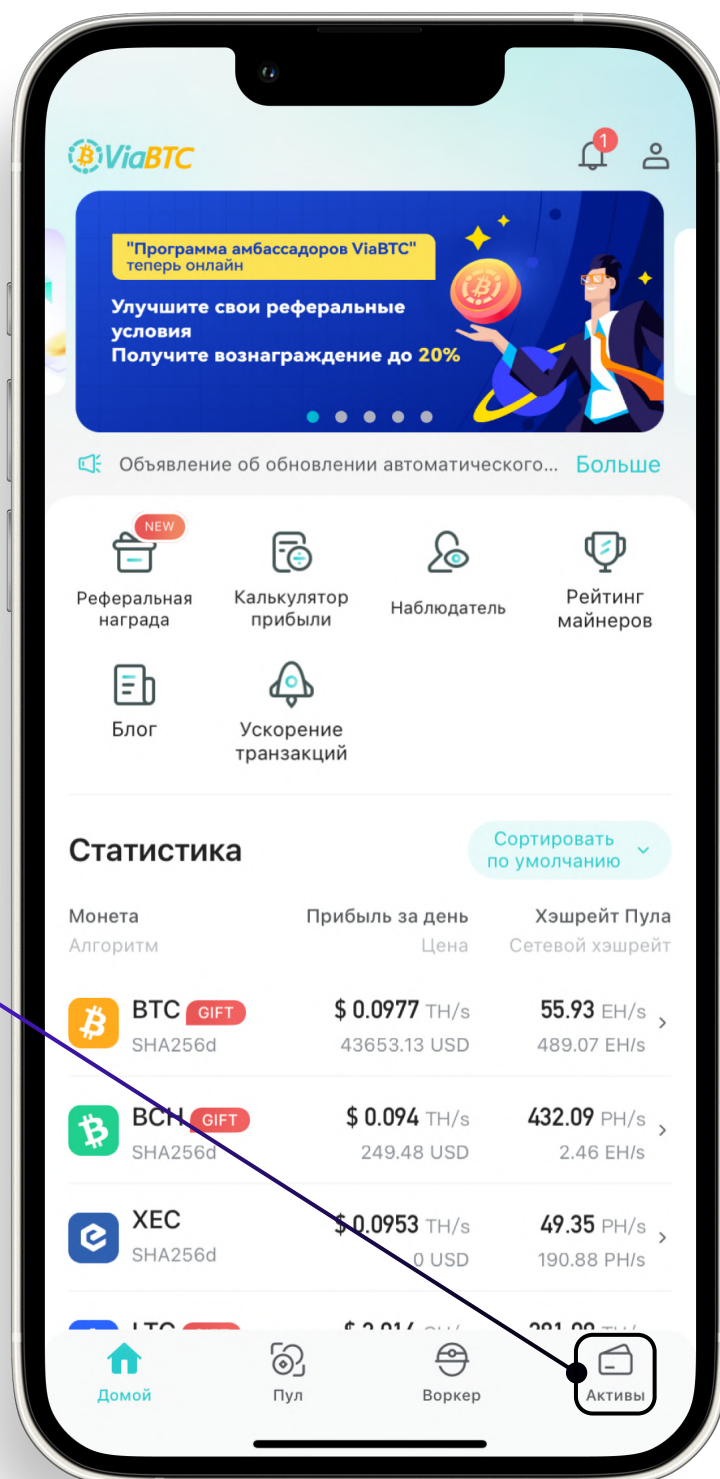 ViaBTC
1
"Программа амбассадоров ViaBTC"
теперь онлайн
Улучшите свои реферальные
условия
Получите вознаграждение до 20%
Объявление об обновлении автоматического... Больше
NEW
Реферальная
награда
Калькулятор
прибыли
Наблюдатель
Рейтинг
майнеров
Блог
Ускорение
транзакций
Статистика
Сортировать
по умолчанию
Монета Прибыль за день Хэшрейт Пула
Алгоритм Цена Сетевой хэшрейт
BTC GIFT $ 0.0977 TH/s 55.93 EH/s
SHA256d 43653.13 USD 489.07 EH/s
BCH GIFT $ 0.094 TH/s 432.09 PH/s
SHA256d 249.48 USD 2.46 EH/s
XEC $ 0.0953 TH/s 49.35 PH/s
SHA256d 0 USD 190.88 PH/s
LTC
Домой Пул Воркер Активы